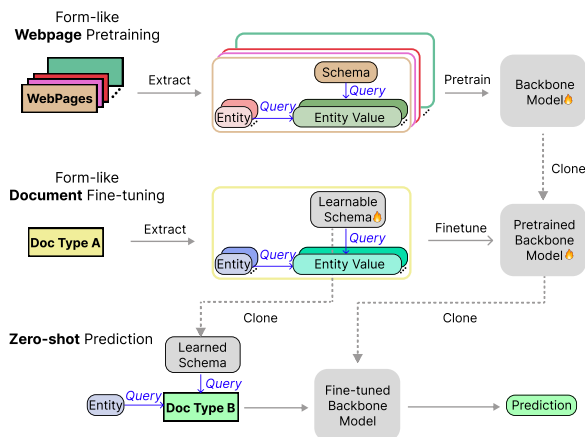 Form-like
Webpage Pretraining
WebPages
Extract
Schema
Query
Entity
Query
Entity Value
Pretrain
Backbone
Model
Clone
Form-like
Document Fine-tuning
Doc Type A
Extract
Learnable
Schema
Query
Entity
Query
Entity Value
Finetune
Pretrained
Backbone
Model
Clone
Clone
Zero-shot Prediction
Learned
Schema
Query
Entity
Query
Doc Type B
Fine-tuned
Backbone
Model
Prediction